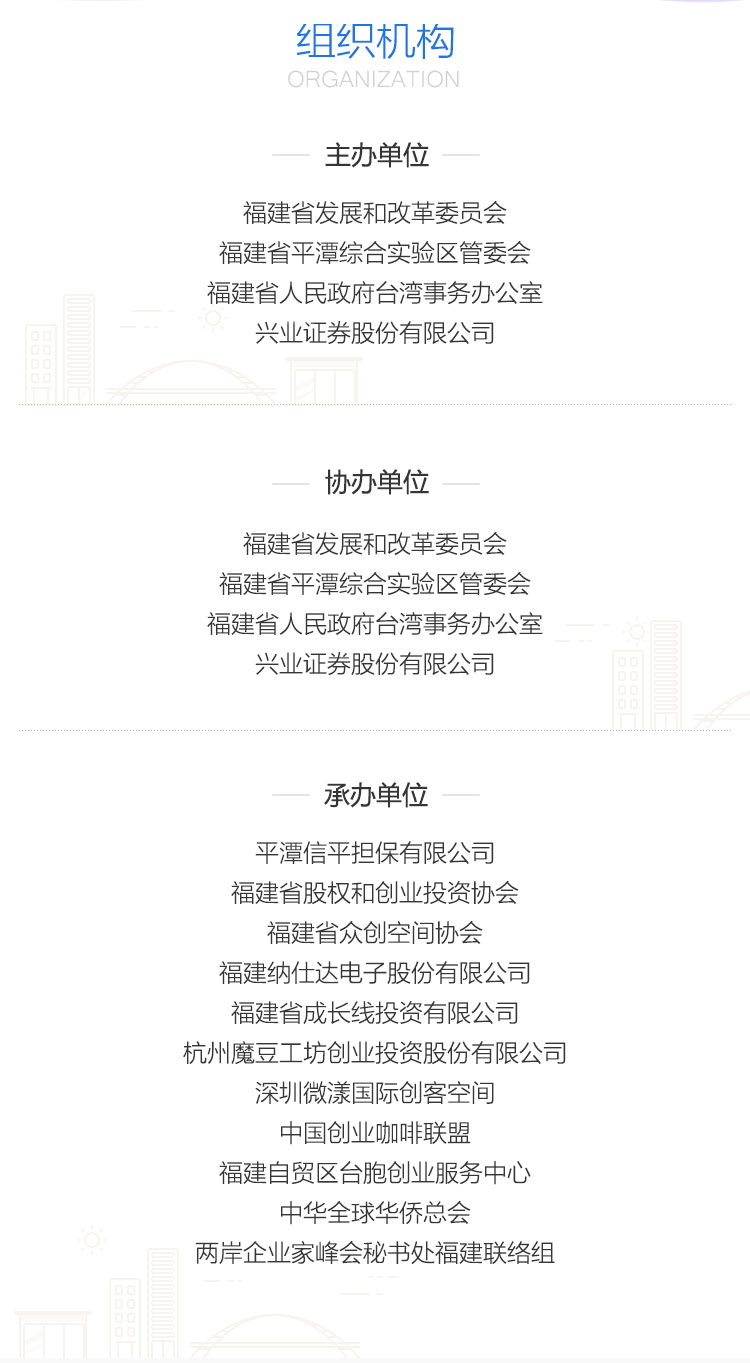 组织机构
ORGANIZATION
主办单位
福建省发展和改革委员会
福建省平潭综合实验区管委会
福建省人民政府台湾事务办公室
兴业证券股份有限公司
协办单位
福建省发展和改革委员会
福建省平潭综合实验区管委会
福建省人民政府台湾事务办公室
兴业证券股份有限公司
承办单位
平潭信平担保有限公司
福建省股权和创业投资协会
福建省众创空间协会
福建纳仕达电子股份有限公司
福建省成长线投资有限公司
杭州魔豆工坊创业投资股份有限公司
深圳微漾国际创客空间
中国创业咖啡联盟
福建自贸区台胞创业服务中心
中华全球华侨总会
两岸企业家峰会秘书处福建联络组